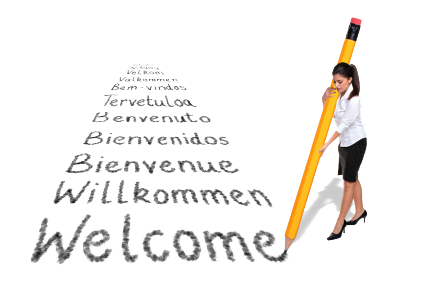 Velkom
Valkommen
Bem-vindos
Tervetuloa
Benvenuto
Bienvenidos
Bienvenue
Willkommen
Welcome